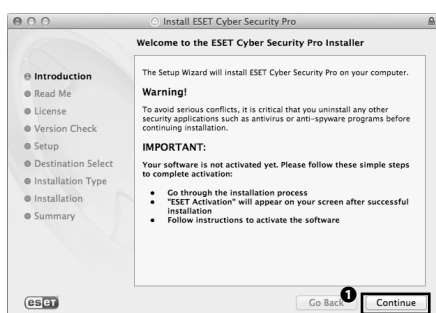 Install ESET Cyber Security Pro
Welcome to the ESET Cyber Security Pro Installer
Introduction
Read Me
License
Version Check
Setup
Destination Select
Installation Type
Installation
Summary
The Setup Wizard will install ESET Cyber Security Pro on your computer.
Warning!
To avoid serious conflicts, it is critical that you uninstall any other
security applications such as antivirus or anti-spyware programs before
continuing installation.
IMPORTANT:
Your software is not activated yet. Please follow these simple steps
to complete activation:
• Go through the installation process
• "ESET Activation" will appear on your screen after successful
installation
• Follow instructions to activate the software
eset
Go Back
1
Continue